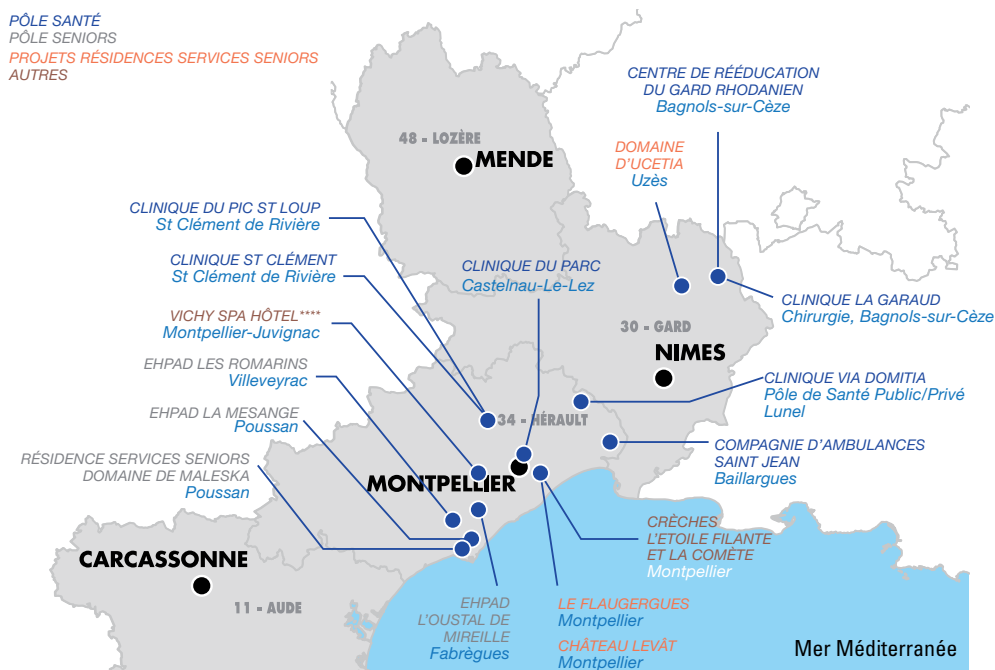 PÔLE SANTÉ
PÔLE SENIORS
PROJETS RÉSIDENCES SERVICES SENIORS
AUTRES
CENTRE DE RÉÉDUCATION
DU GARD RHODANIEN
Bagnols-sur-Cèze
48 - LOZÈRE
MENDE
DOMAINE
D'UCETIA
Uzès
CLINIQUE DU PIC ST LOUP
St Clément de Rivière
CLINIQUE ST CLÉMENT
St Clément de Rivière
CLINIQUE DU PARC
Castelnau-Le-Lez
CLINIQUE LA GARAUD
Chirurgie, Bagnols-sur-Cèze
VICHY SPA HÔTEL****
Montpellier-Juvignac
30 - GARD
NIMES
EHPAD LES ROMARINS
Villeveyrac
CLINIQUE VIA DOMITIA
Pôle de Santé Public/Privé
Lunel
EHPAD LA MESANGE
Poussan
34 - HÉRAULT
COMPAGNIE D'AMBULANCES
SAINT JEAN
Baillargues
RÉSIDENCE SERVICES SENIORS
DOMAINE DE MALESKA
Poussan
MONTPELLIER
CRÈCHES
L'ETOILE FILANTE
ET LA COMÈTE
Montpellier
CARCASSONNE
11 - AUDE
EHPAD
L'OUSTAL DE
MIREILLE
Fabrègues
LE FLAUGERGUES
Montpellier
CHÂTEAU LEVÂT
Montpellier
Mer Méditerranée